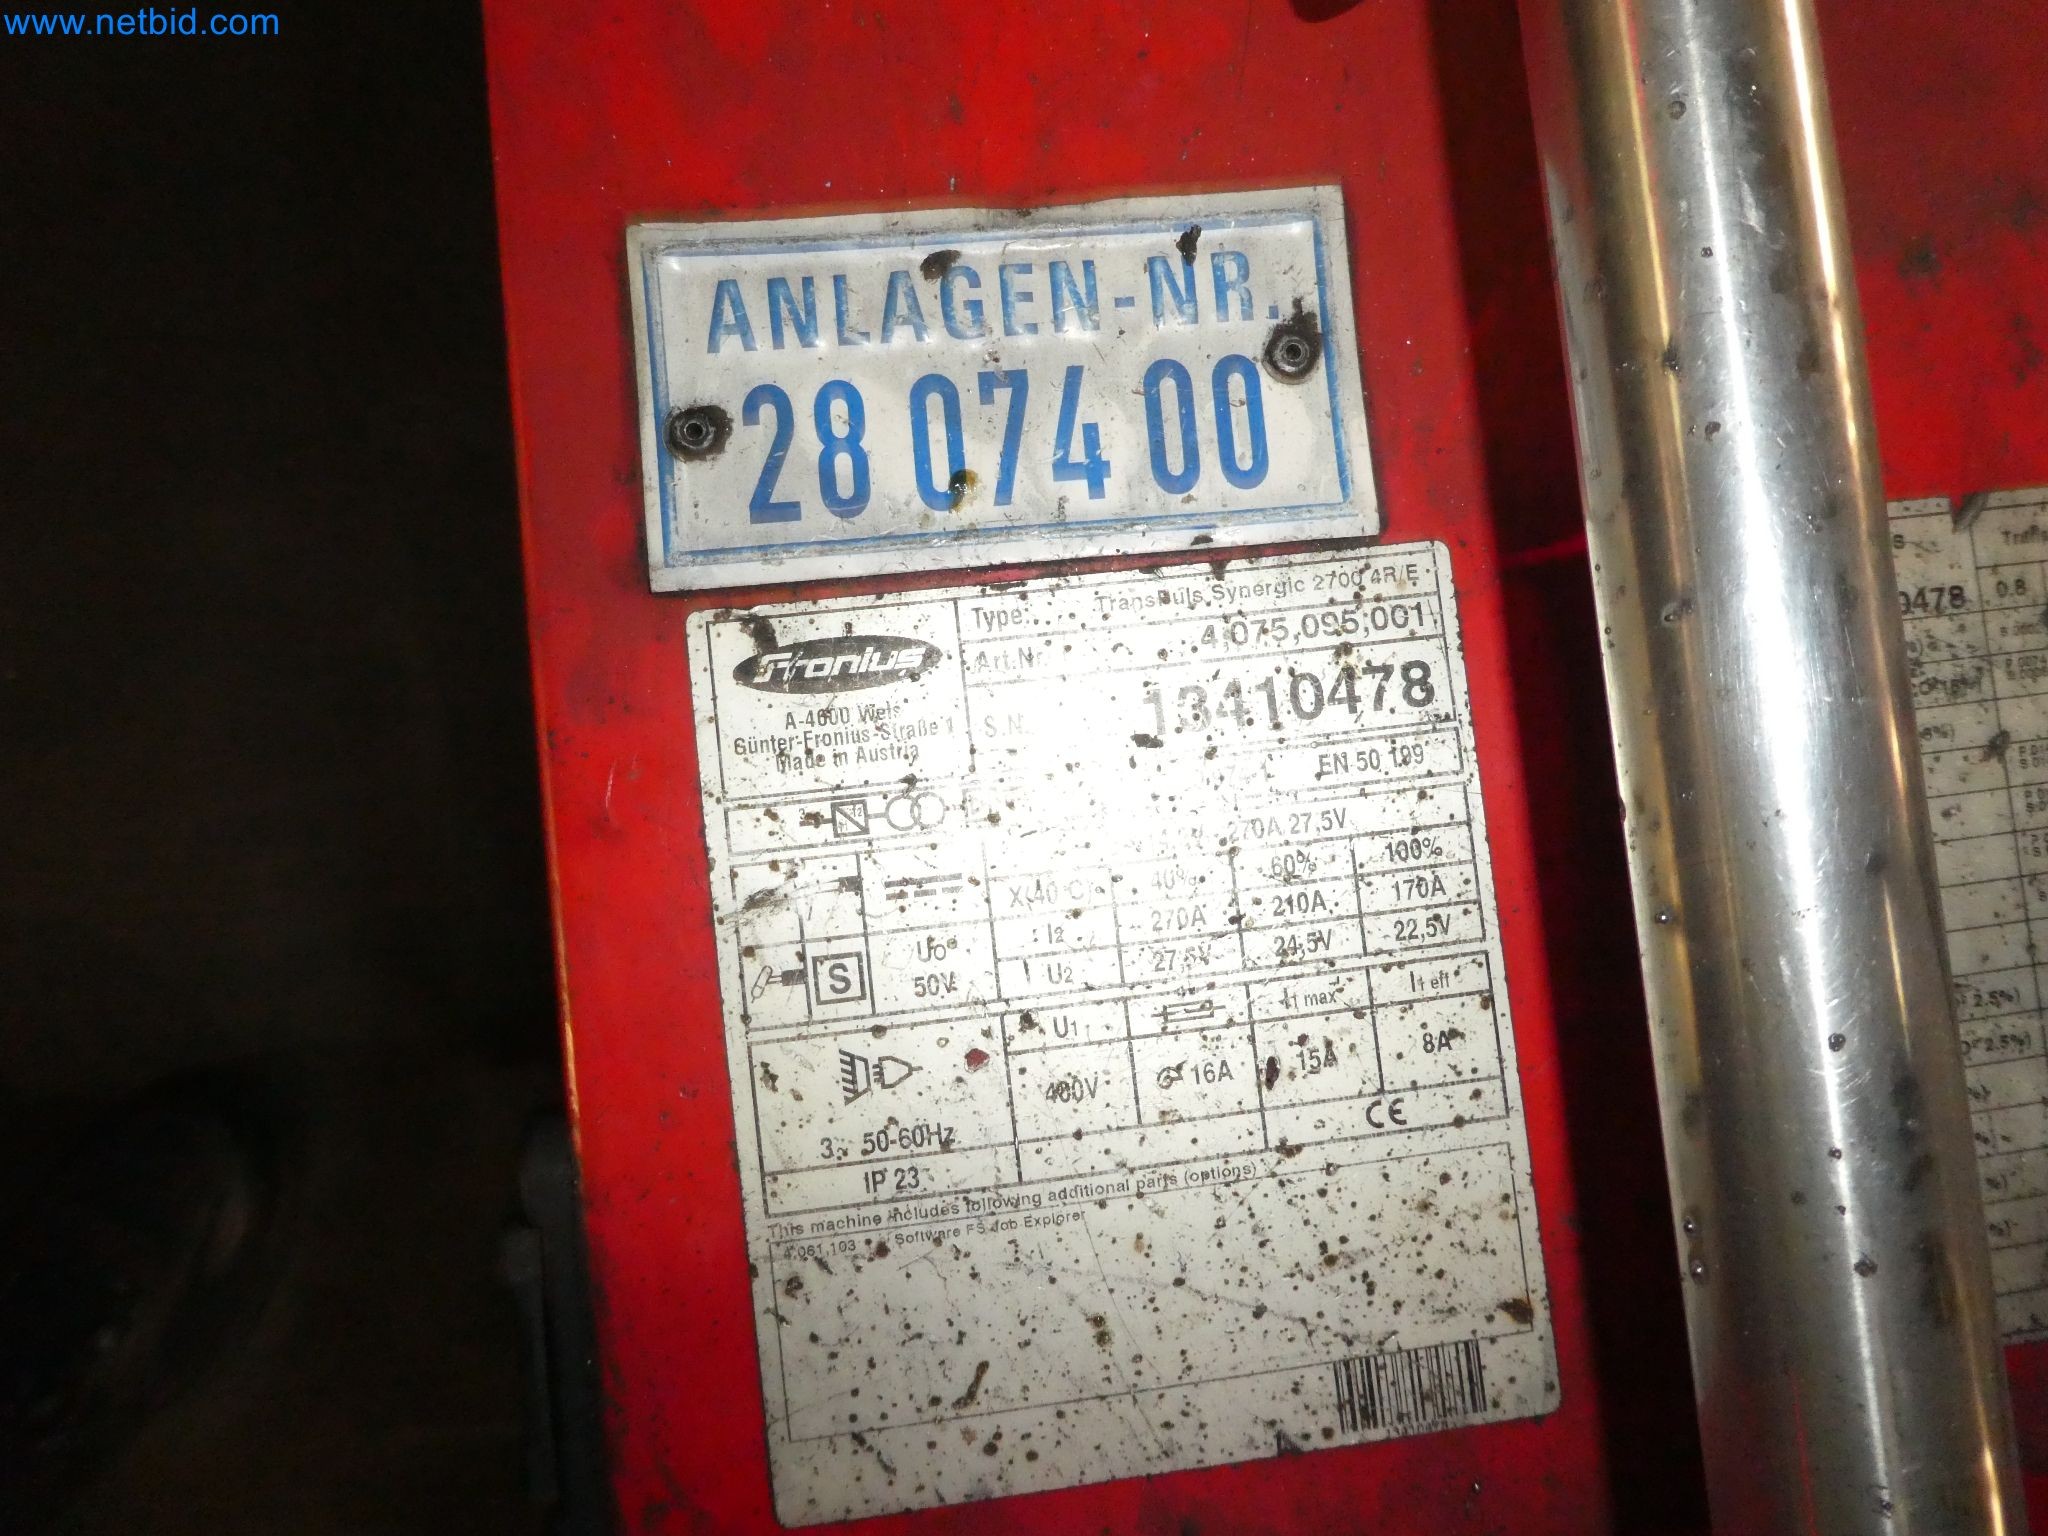 www.netbid.com
ANLAGEN-NR.
28 074 00
Fronius
A-4600 Wels
Günter-Fronius-Straße 1
Made in Austria
Type TransPuls Synergic 2700 4R/E
Art.Nr. 4,075,095,001
S.N. 13410478
EN 50 199
270A 27,5V
X(40°C) 40% 60% 100%
I2 270A 210A 170A
U0 50V
U2 27,5V 24,5V 22,5V
S
U1 I1 max I1 eff
400V 16A 15A 8A
3~ 50-60Hz
IP 23
CE
This machine includes following additional parts (options)
4,061,103 Software FS Job Explorer
0478 0.8